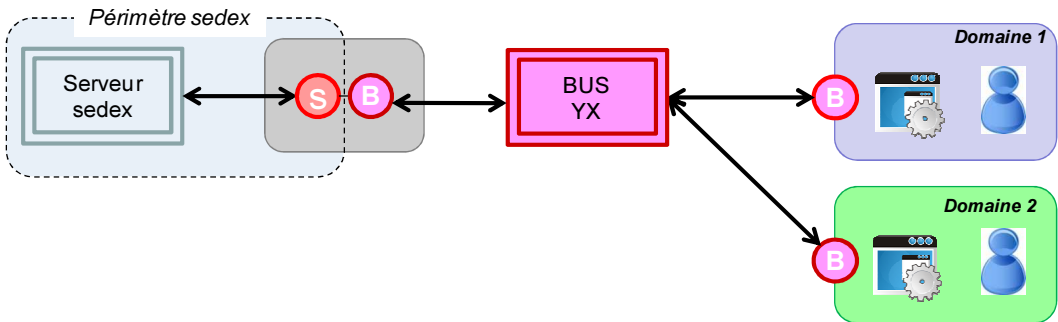 Périmètre sedex
Serveur
sedex
S
B
BUS
YX
Domaine 1
B
Domaine 2
B